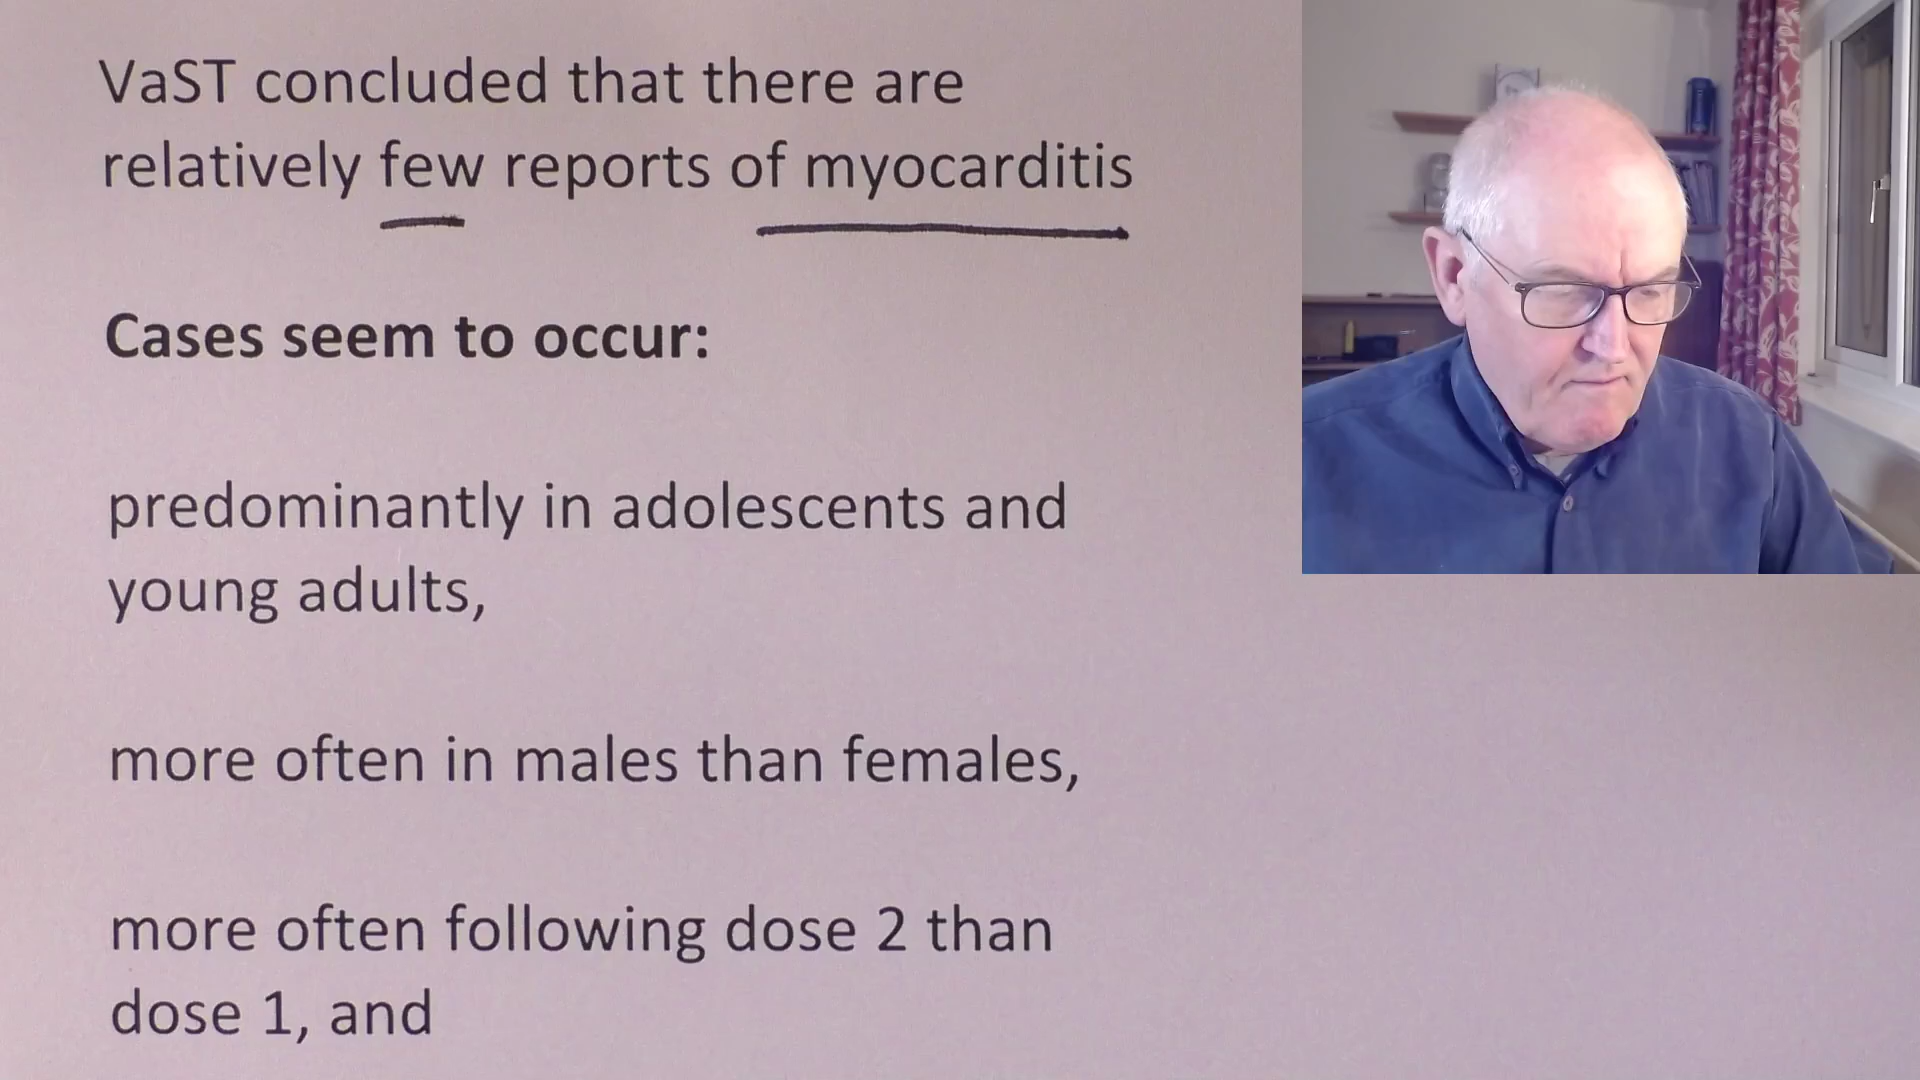 VaST concluded that there are
relatively few reports of myocarditis
Cases seem to occur:
predominantly in adolescents and
young adults,
more often in males than females,
more often following dose 2 than
dose 1, and